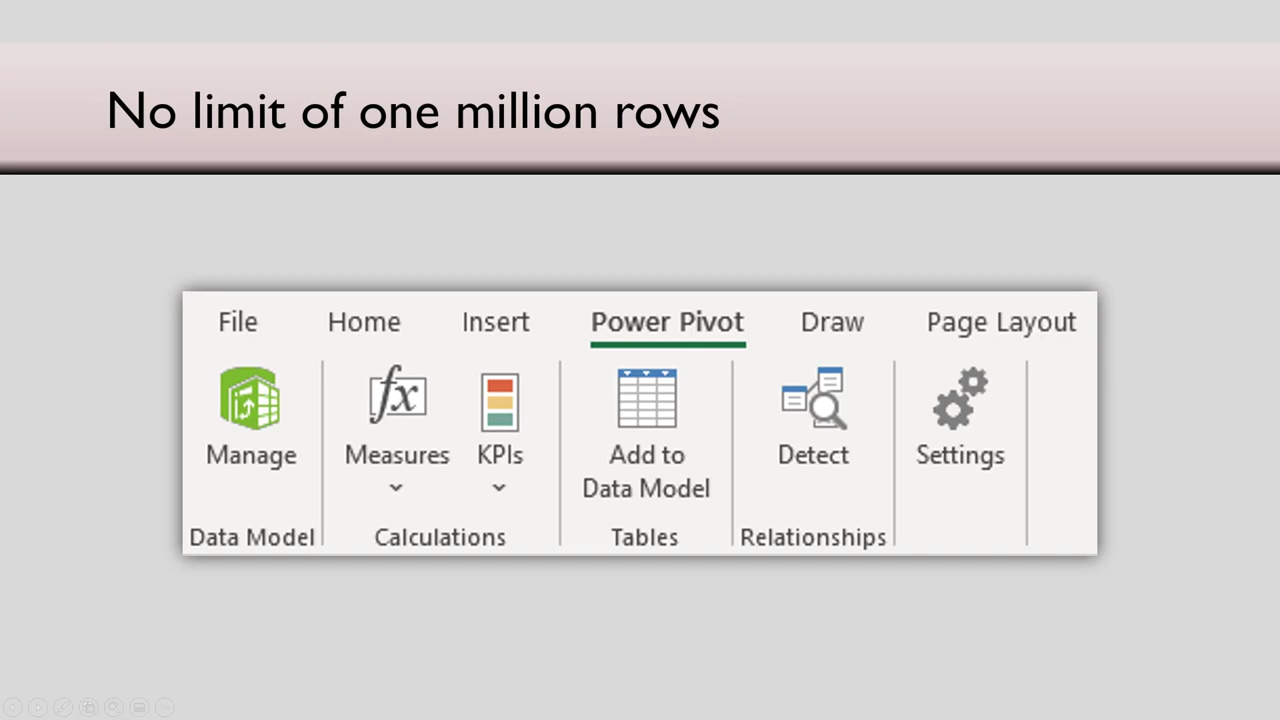 No limit of one million rows
File Home Insert Power Pivot Draw Page Layout
Manage Measures KPIs Add to Data Model Detect Settings
Data Model Calculations Tables Relationships